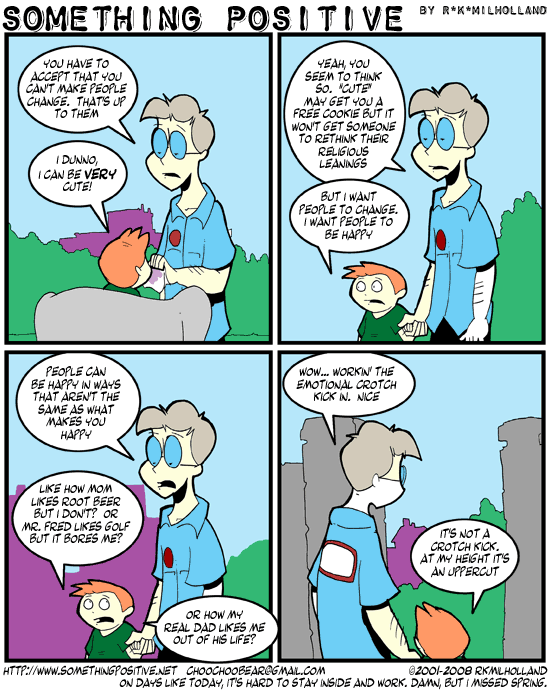 SOMETHING POSITIVE BY R*K*MILHOLLAND
YOU HAVE TO
ACCEPT THAT YOU
CAN'T MAKE PEOPLE
CHANGE. THAT'S UP
TO THEM
I DUNNO,
I CAN BE VERY
CUTE!
YEAH, YOU
SEEM TO THINK
SO. "CUTE"
MAY GET YOU A
FREE COOKIE BUT IT
WON'T GET SOMEONE
TO RETHINK THEIR
RELIGIOUS
LEANINGS
BUT I WANT
PEOPLE TO CHANGE.
I WANT PEOPLE TO
BE HAPPY
PEOPLE CAN
BE HAPPY IN WAYS
THAT AREN'T THE
SAME AS WHAT
MAKES YOU
HAPPY
LIKE HOW MOM
LIKES ROOT BEER
BUT I DON'T? OR
MR. FRED LIKES GOLF
BUT IT BORES ME?
OR HOW MY
REAL DAD LIKES ME
OUT OF HIS LIFE?
WOW... WORKIN' THE
EMOTIONAL CROTCH
KICK IN. NICE
IT'S NOT A
CROTCH KICK.
AT MY HEIGHT IT'S
AN UPPERCUT
HTTP://WWW.SOMETHINGPOSITIVE.NET CHOOCHOOBEAR@GMAIL.COM ©2001-2008 RKMILHOLLAND
ON DAYS LIKE TODAY, IT'S HARD TO STAY INSIDE AND WORK. DAMN, BUT I MISSED SPRING.